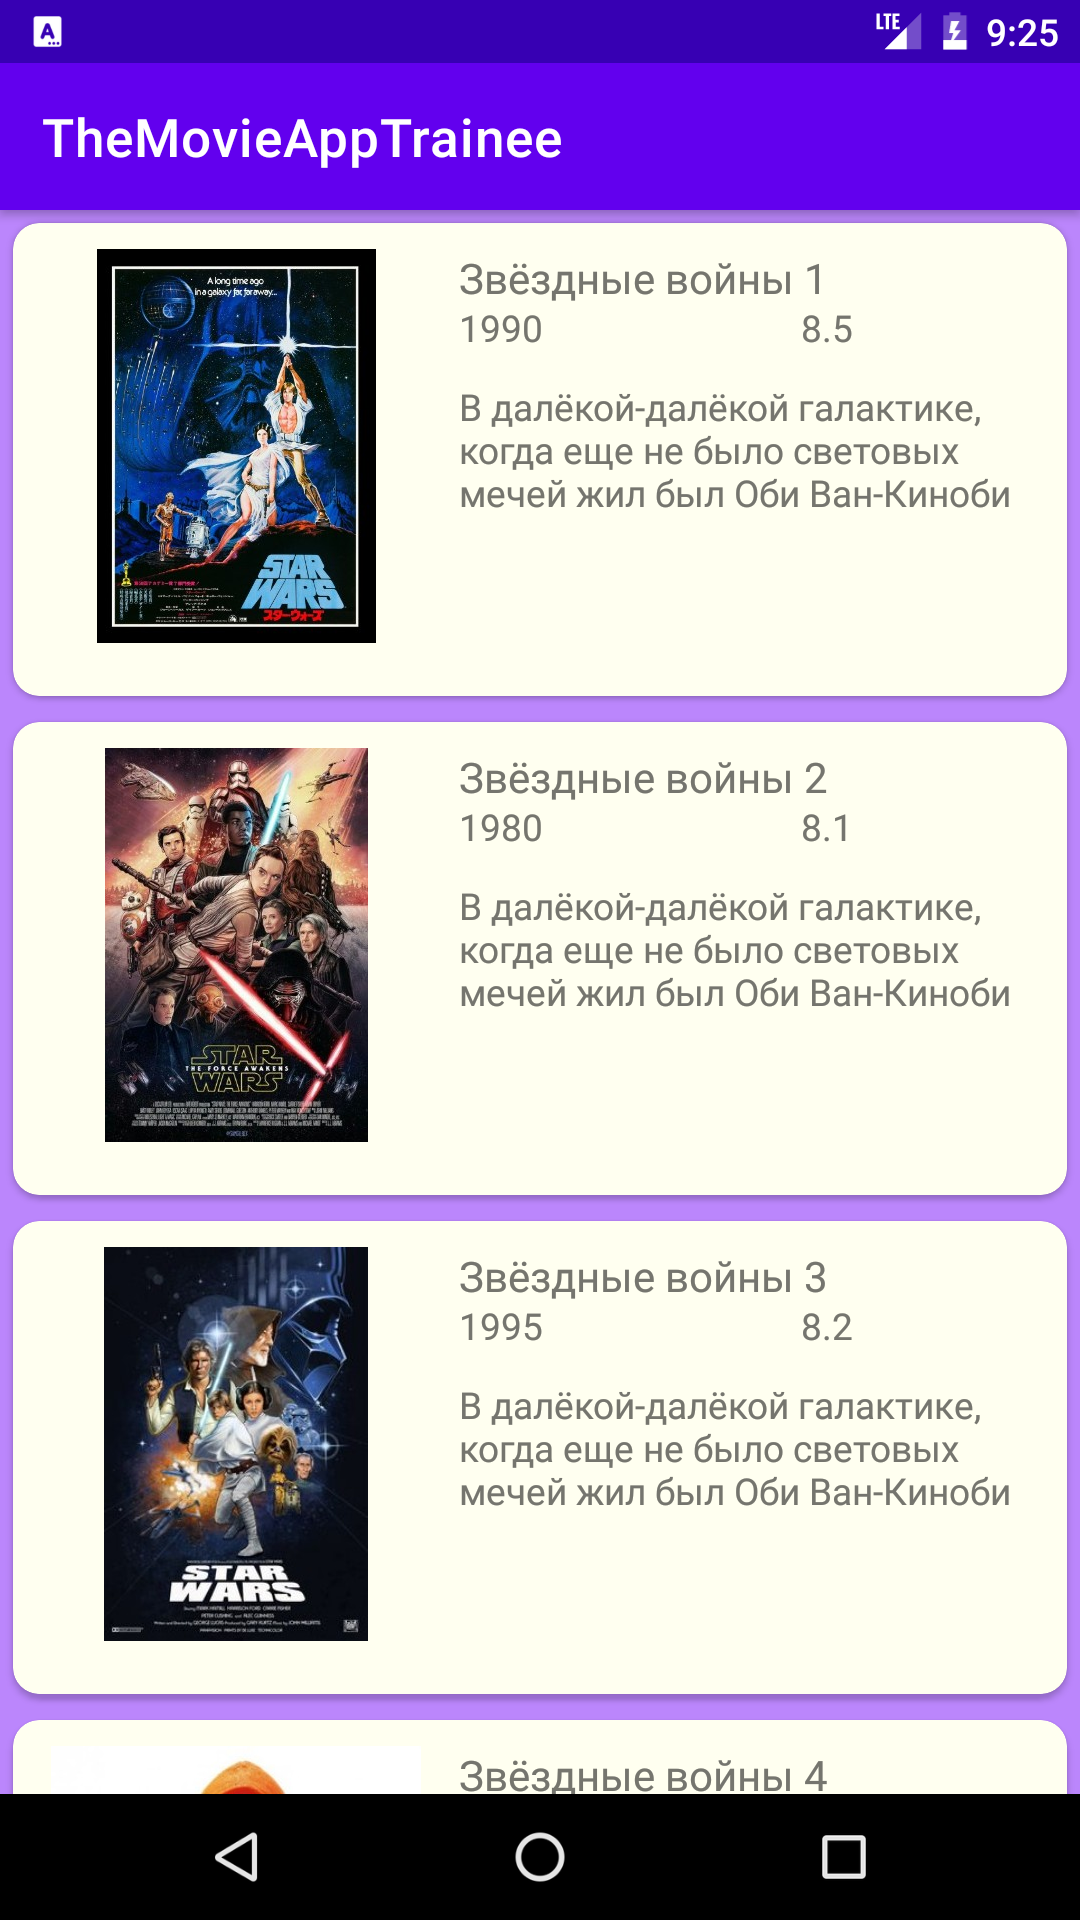 LTE 9:25
TheMovieAppTrainee
A long time ago
in a galaxy far, far away...
STAR
WARS
スター・ウォーズ
Звёздные войны 1
1990 8.5
В далёкой-далёкой галактике,
когда еще не было световых
мечей жил был Оби Ван-Киноби
STAR
THE FORCE AWAKENS
WARS
Звёздные войны 2
1980 8.1
В далёкой-далёкой галактике,
когда еще не было световых
мечей жил был Оби Ван-Киноби
STAR
WARS
Звёздные войны 3
1995 8.2
В далёкой-далёкой галактике,
когда еще не было световых
мечей жил был Оби Ван-Киноби
Звёздные войны 4